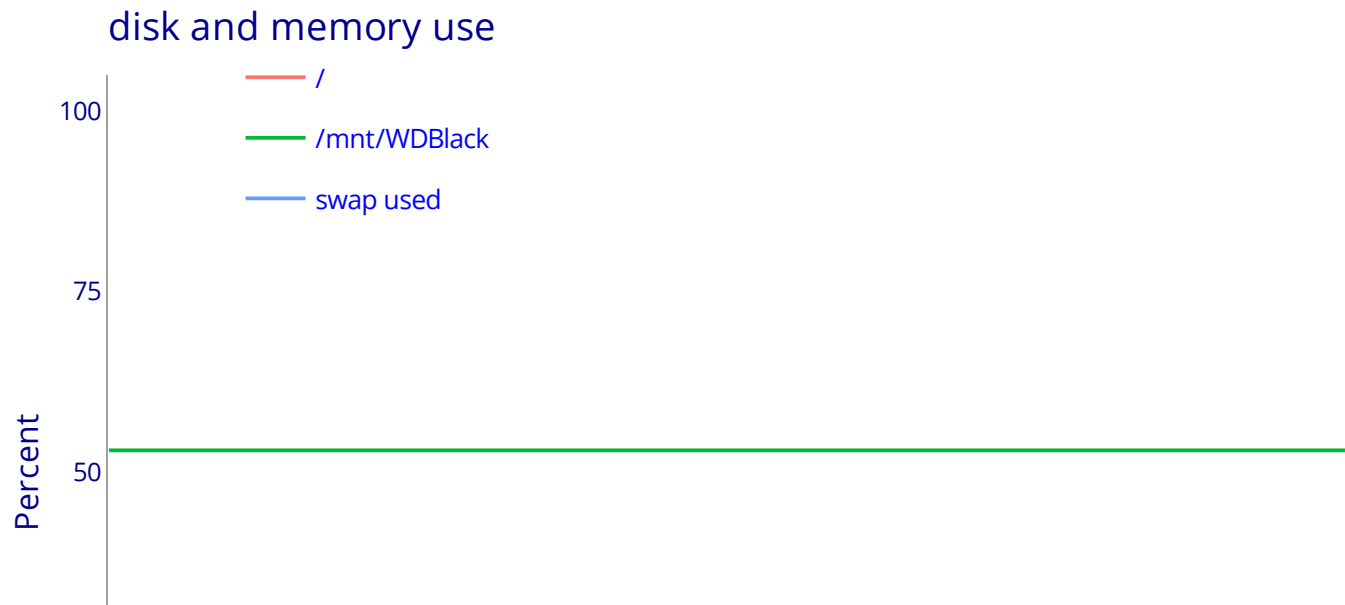 disk and memory use
/
100
/mnt/WDBlack
swap used
75
Percent
50